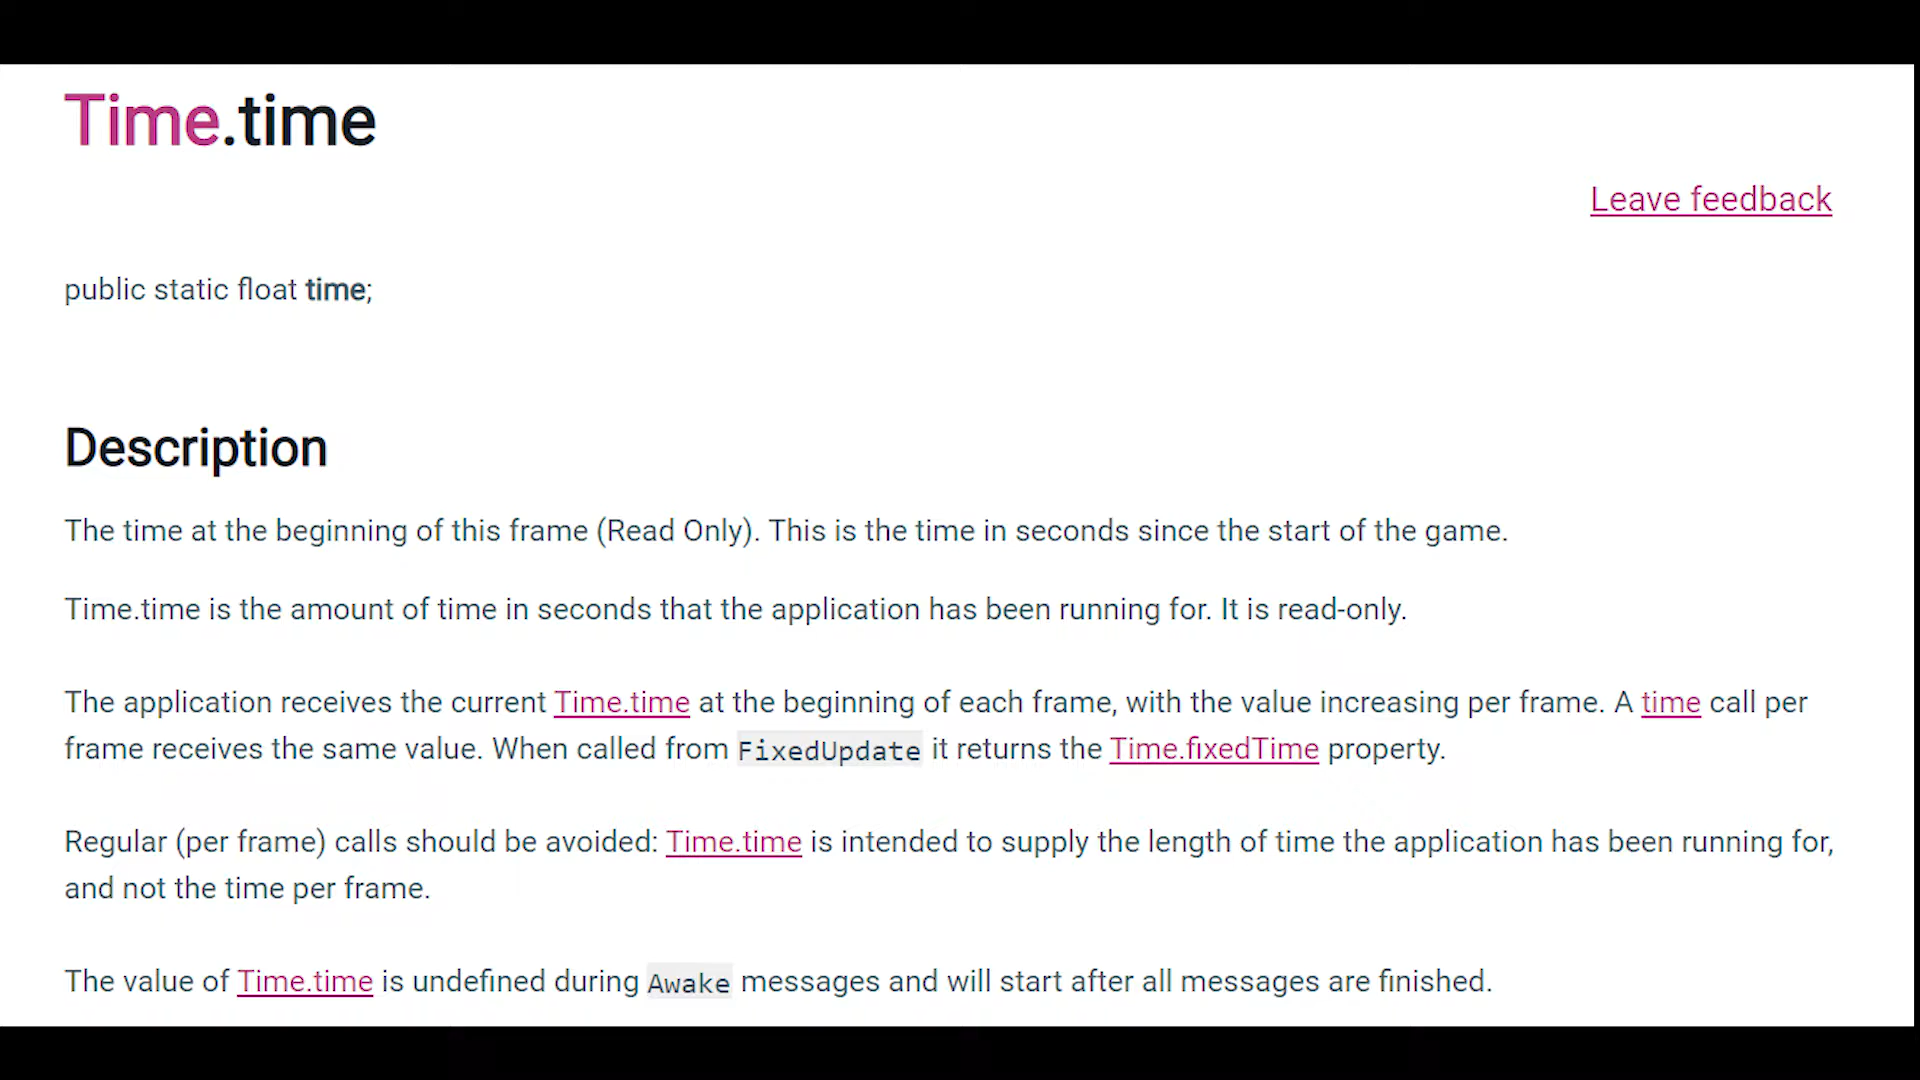 Time.time
Leave feedback
public static float time;
Description
The time at the beginning of this frame (Read Only). This is the time in seconds since the start of the game.
Time.time is the amount of time in seconds that the application has been running for. It is read-only.
The application receives the current Time.time at the beginning of each frame, with the value increasing per frame. A time call per
frame receives the same value. When called from FixedUpdate it returns the Time.fixedTime property.
Regular (per frame) calls should be avoided: Time.time is intended to supply the length of time the application has been running for,
and not the time per frame.
The value of Time.time is undefined during Awake messages and will start after all messages are finished.